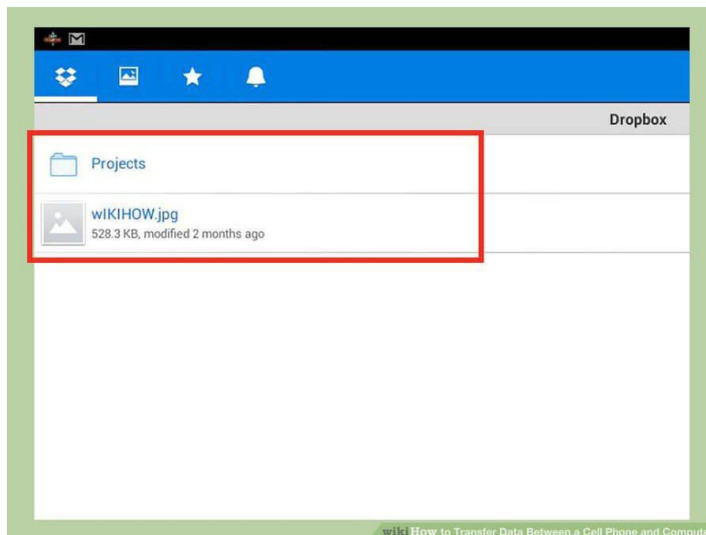 Dropbox
Projects
wIKIHOW.jpg
528.3 KB, modified 2 months ago
wikiHow to Transfer Data Between a Cell Phone and Compute